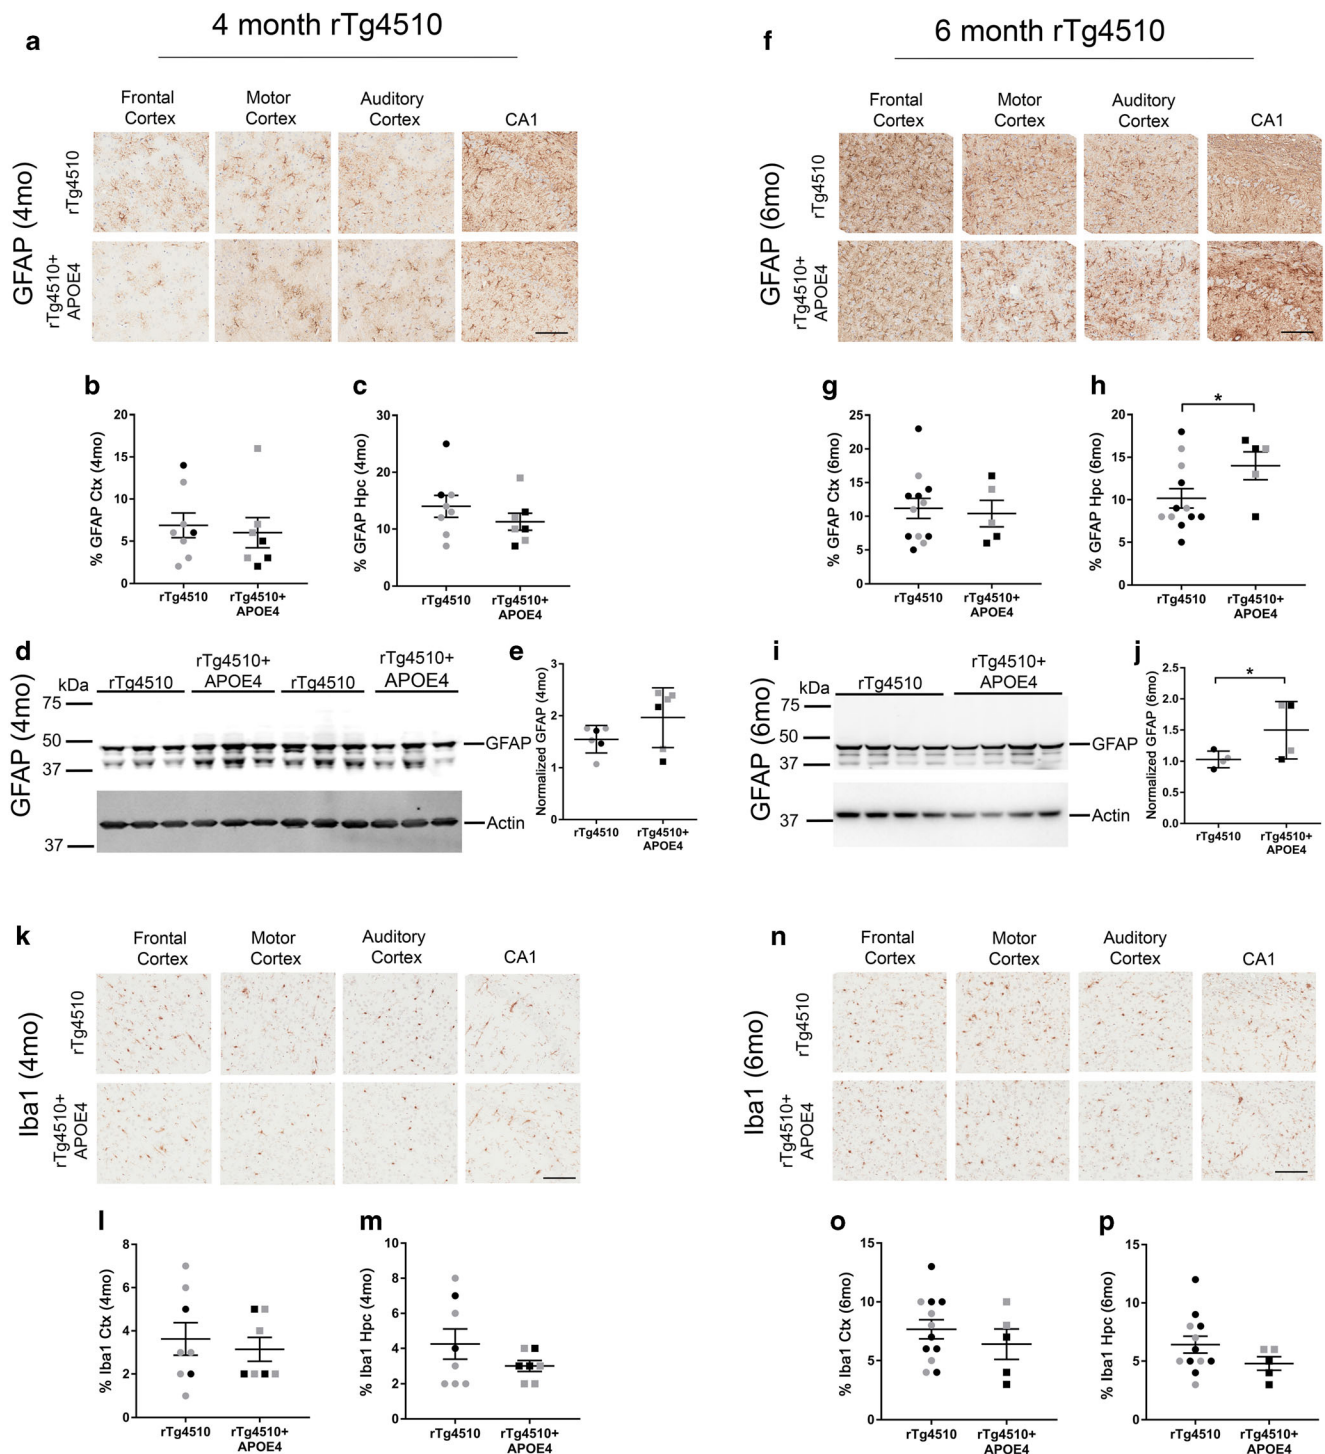 4 month rTg4510
a
Frontal
Cortex
Motor
Cortex
Auditory
Cortex
CA1
GFAP (4mo)
rTg4510
rTg4510+
APOE4
b
% GFAP Ctx (4mo)
20
15
10
5
0
rTg4510
rTg4510+
APOE4
c
% GFAP Hpc (4mo)
30
20
10
0
rTg4510
rTg4510+
APOE4
d
GFAP (4mo)
kDa
rTg4510
rTg4510+
APOE4
rTg4510
rTg4510+
APOE4
75
50
37
GFAP
Actin
37
e
Normalized GFAP (4mo)
3
2
1
0
rTg4510
rTg4510+
APOE4
6 month rTg4510
f
Frontal
Cortex
Motor
Cortex
Auditory
Cortex
CA1
GFAP (6mo)
rTg4510
rTg4510+
APOE4
g
% GFAP Ctx (6mo)
25
20
15
10
5
0
rTg4510
rTg4510+
APOE4
h
% GFAP Hpc (6mo)
20
15
10
5
0
*
rTg4510
rTg4510+
APOE4
i
GFAP (6mo)
kDa
rTg4510
rTg4510+
APOE4
75
50
37
GFAP
37
Actin
j
Normalized GFAP (6mo)
2.5
2.0
1.5
1.0
0.5
0.0
*
rTg4510
rTg4510+
APOE4
k
Frontal
Cortex
Motor
Cortex
Auditory
Cortex
CA1
Iba1 (4mo)
rTg4510
rTg4510+
APOE4
l
% Iba1 Ctx (4mo)
8
6
4
2
0
rTg4510
rTg4510+
APOE4
m
% Iba1 Hpc (4mo)
10
8
6
4
2
0
rTg4510
rTg4510+
APOE4
n
Frontal
Cortex
Motor
Cortex
Auditory
Cortex
CA1
Iba1 (6mo)
rTg4510
rTg4510+
APOE4
o
% Iba1 Ctx (6mo)
15
10
5
0
rTg4510
rTg4510+
APOE4
p
% Iba1 Hpc (6mo)
15
10
5
0
rTg4510
rTg4510+
APOE4